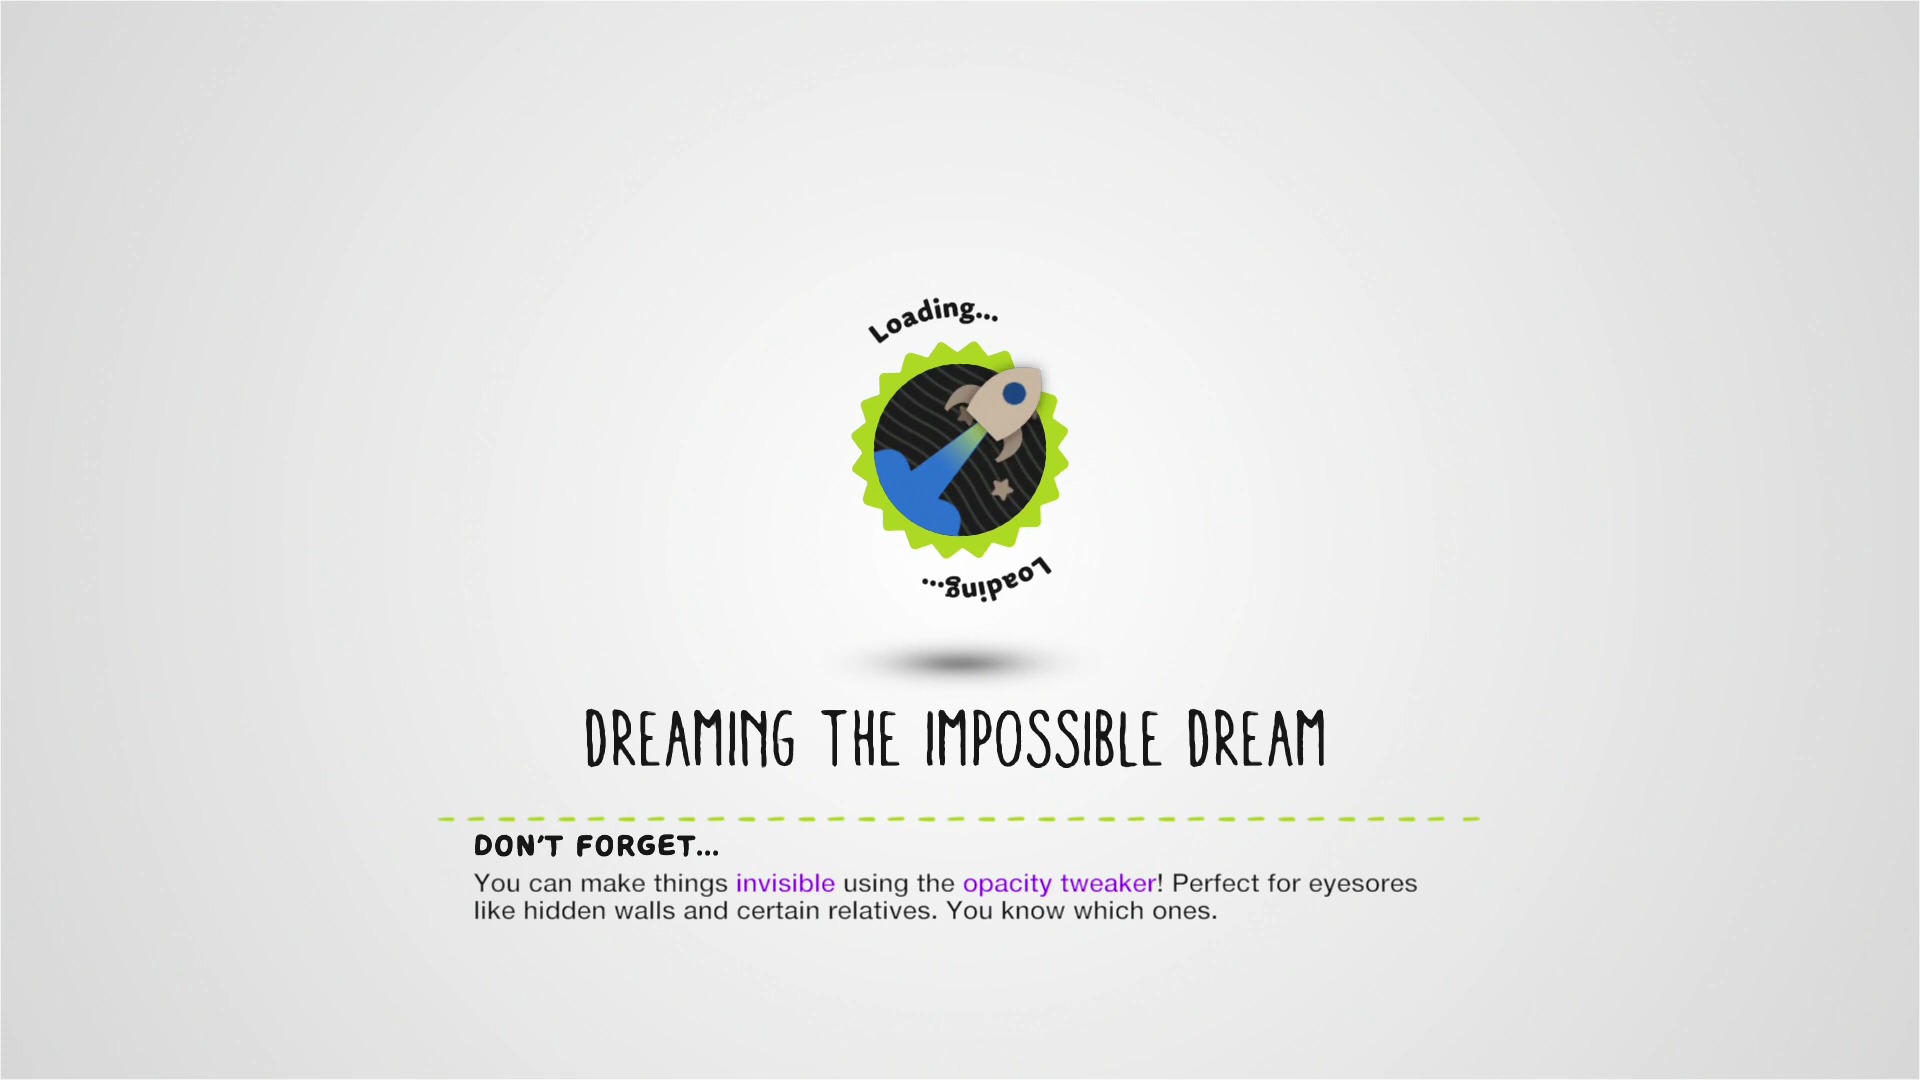 Loading...
Loading...
DREAMING THE IMPOSSIBLE DREAM
DON'T FORGET...
You can make things invisible using the opacity tweaker! Perfect for eyesores
like hidden walls and certain relatives. You know which ones.